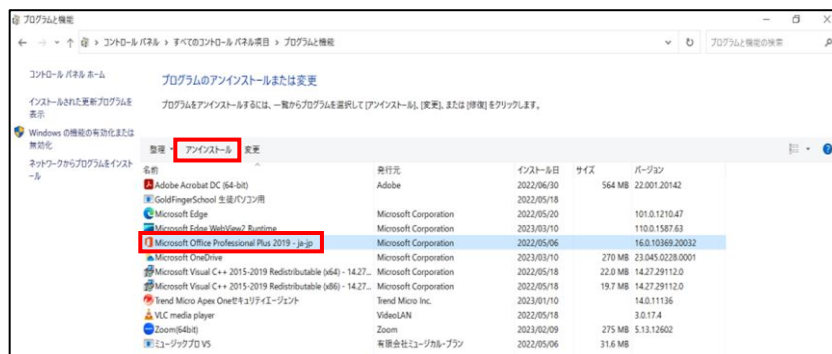 プログラムと機能
コントロール パネル › すべてのコントロール パネル項目 › プログラムと機能
プログラムと機能の検索
コントロール パネル ホーム
インストールされた更新プログラムを
表示
Windows の機能の有効化または
無効化
ネットワークからプログラムをインスト
ール
プログラムのアンインストールまたは変更
プログラムをアンインストールするには、一覧からプログラムを選択して [アンインストール]、[変更]、または [修復] をクリックします。
整理 アンインストール 変更
名前 発行元 インストール日 サイズ バージョン
Adobe Acrobat DC (64-bit) Adobe 2022/06/30 564 MB 22.001.20142
GoldFingerSchool 生徒パソコン用 2022/05/18
Microsoft Edge Microsoft Corporation 2022/05/20 101.0.1210.47
Microsoft Edge WebView2 Runtime Microsoft Corporation 2023/03/10 110.0.1587.63
Microsoft Office Professional Plus 2019 - ja-jp Microsoft Corporation 2022/05/06 16.0.10369.20032
Microsoft OneDrive Microsoft Corporation 2023/03/10 270 MB 23.045.0228.0001
Microsoft Visual C++ 2015-2019 Redistributable (x64) - 14.27... Microsoft Corporation 2022/05/18 22.0 MB 14.27.29112.0
Microsoft Visual C++ 2015-2019 Redistributable (x86) - 14.27... Microsoft Corporation 2022/05/18 19.7 MB 14.27.29112.0
Trend Micro Apex Oneセキュリティエージェント Trend Micro Inc. 2023/01/10 14.0.11136
VLC media player VideoLAN 2022/05/18 3.0.17.4
Zoom(64bit) Zoom 2023/02/09 275 MB 5.13.12602
ミュージックプロ V5 有限会社ミュージカル・プラン 2022/05/06 31.6 MB